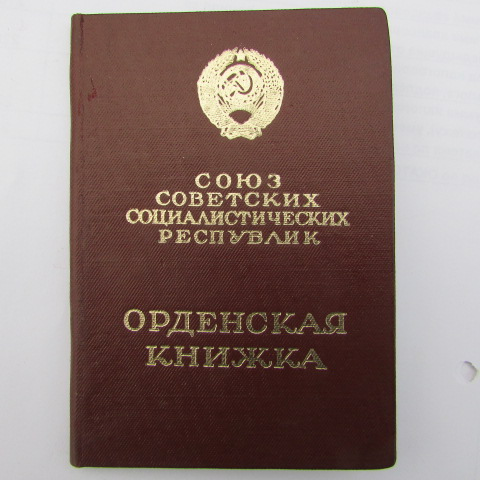 СОЮЗ
СОВЕТСКИХ
СОЦИАЛИСТИЧЕСКИХ
РЕСПУБЛИК
ОРДЕНСКАЯ
КНИЖКА